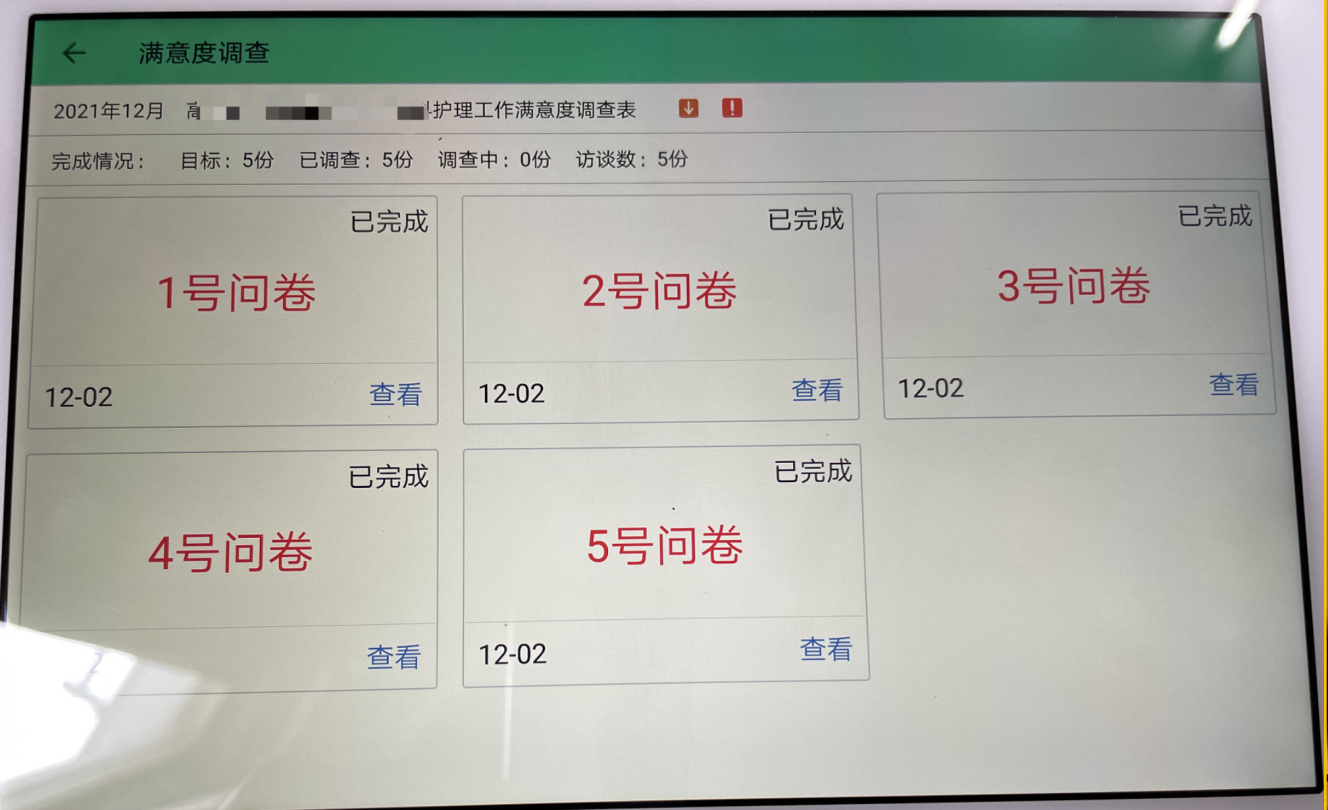 满意度调查
2021年12月 护理工作满意度调查表
完成情况： 目标：5份 已调查：5份 调查中：0份 访谈数：5份
已完成 已完成 已完成
1号问卷 2号问卷 3号问卷
12-02 查看 12-02 查看 12-02 查看
已完成 已完成
4号问卷 5号问卷
查看 12-02 查看